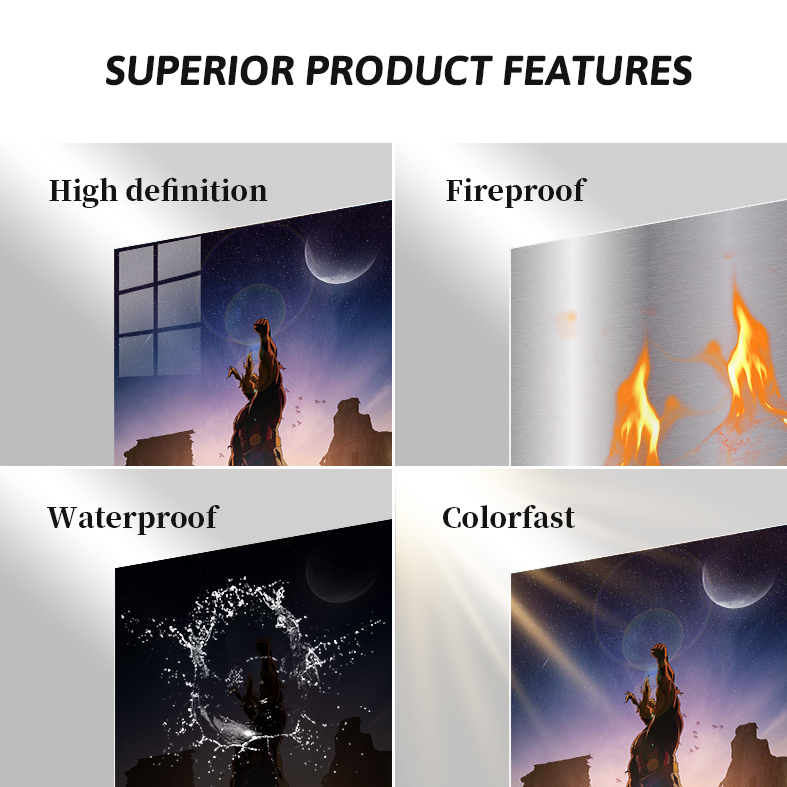 SUPERIOR PRODUCT FEATURES
High definition
Fireproof
Waterproof
Colorfast